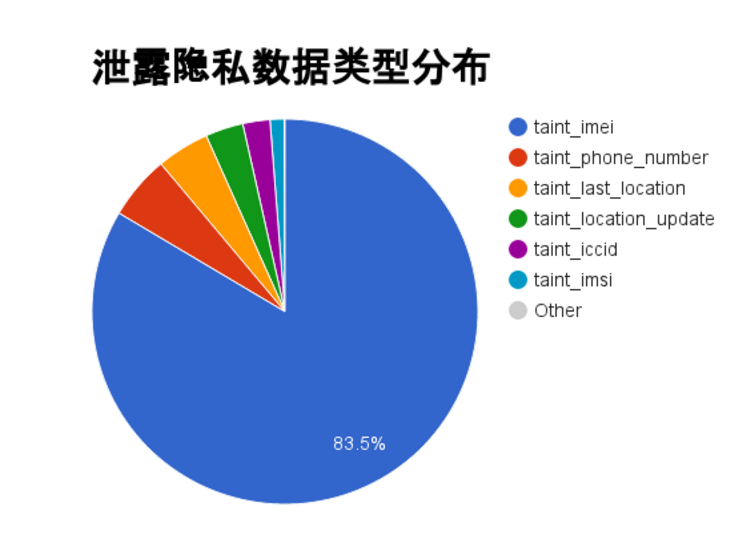 泄露隐私数据类型分布
taint_imei
taint_phone_number
taint_last_location
taint_location_update
taint_iccid
taint_imsi
Other
83.5%